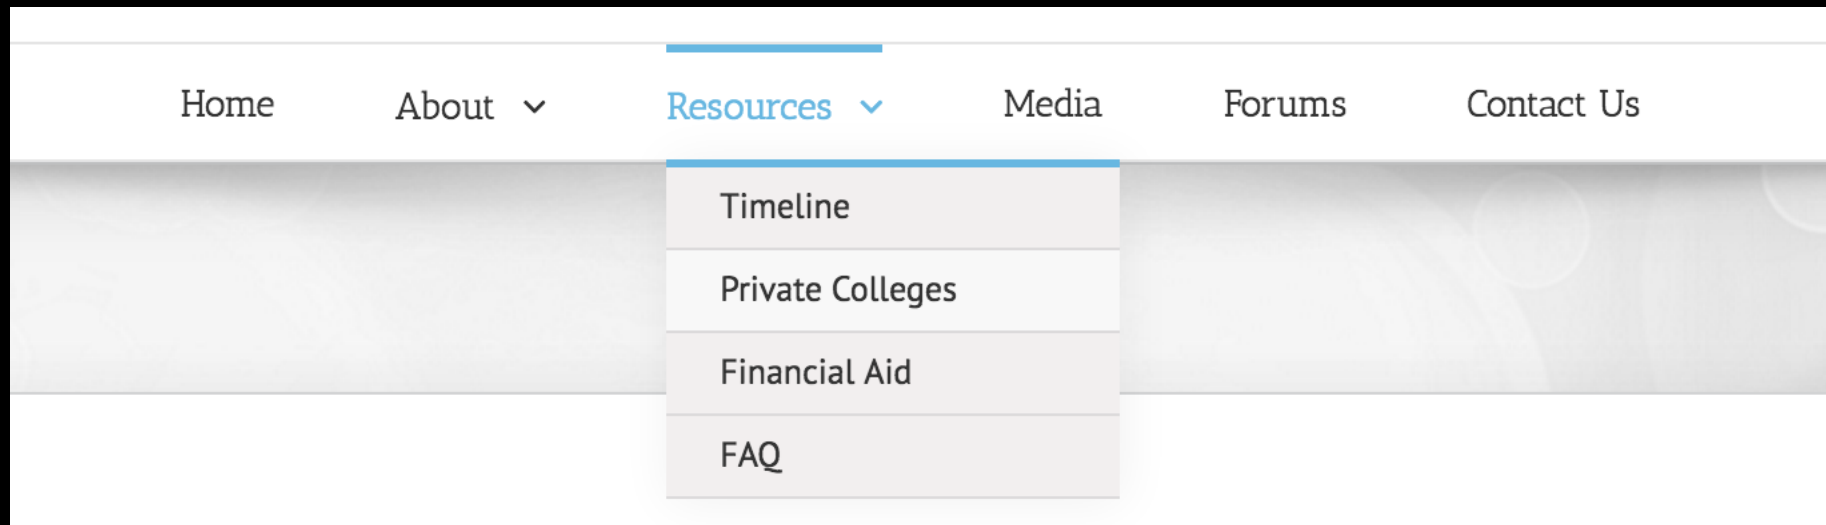 Home About Resources Media Forums Contact Us
Timeline
Private Colleges
Financial Aid
FAQ